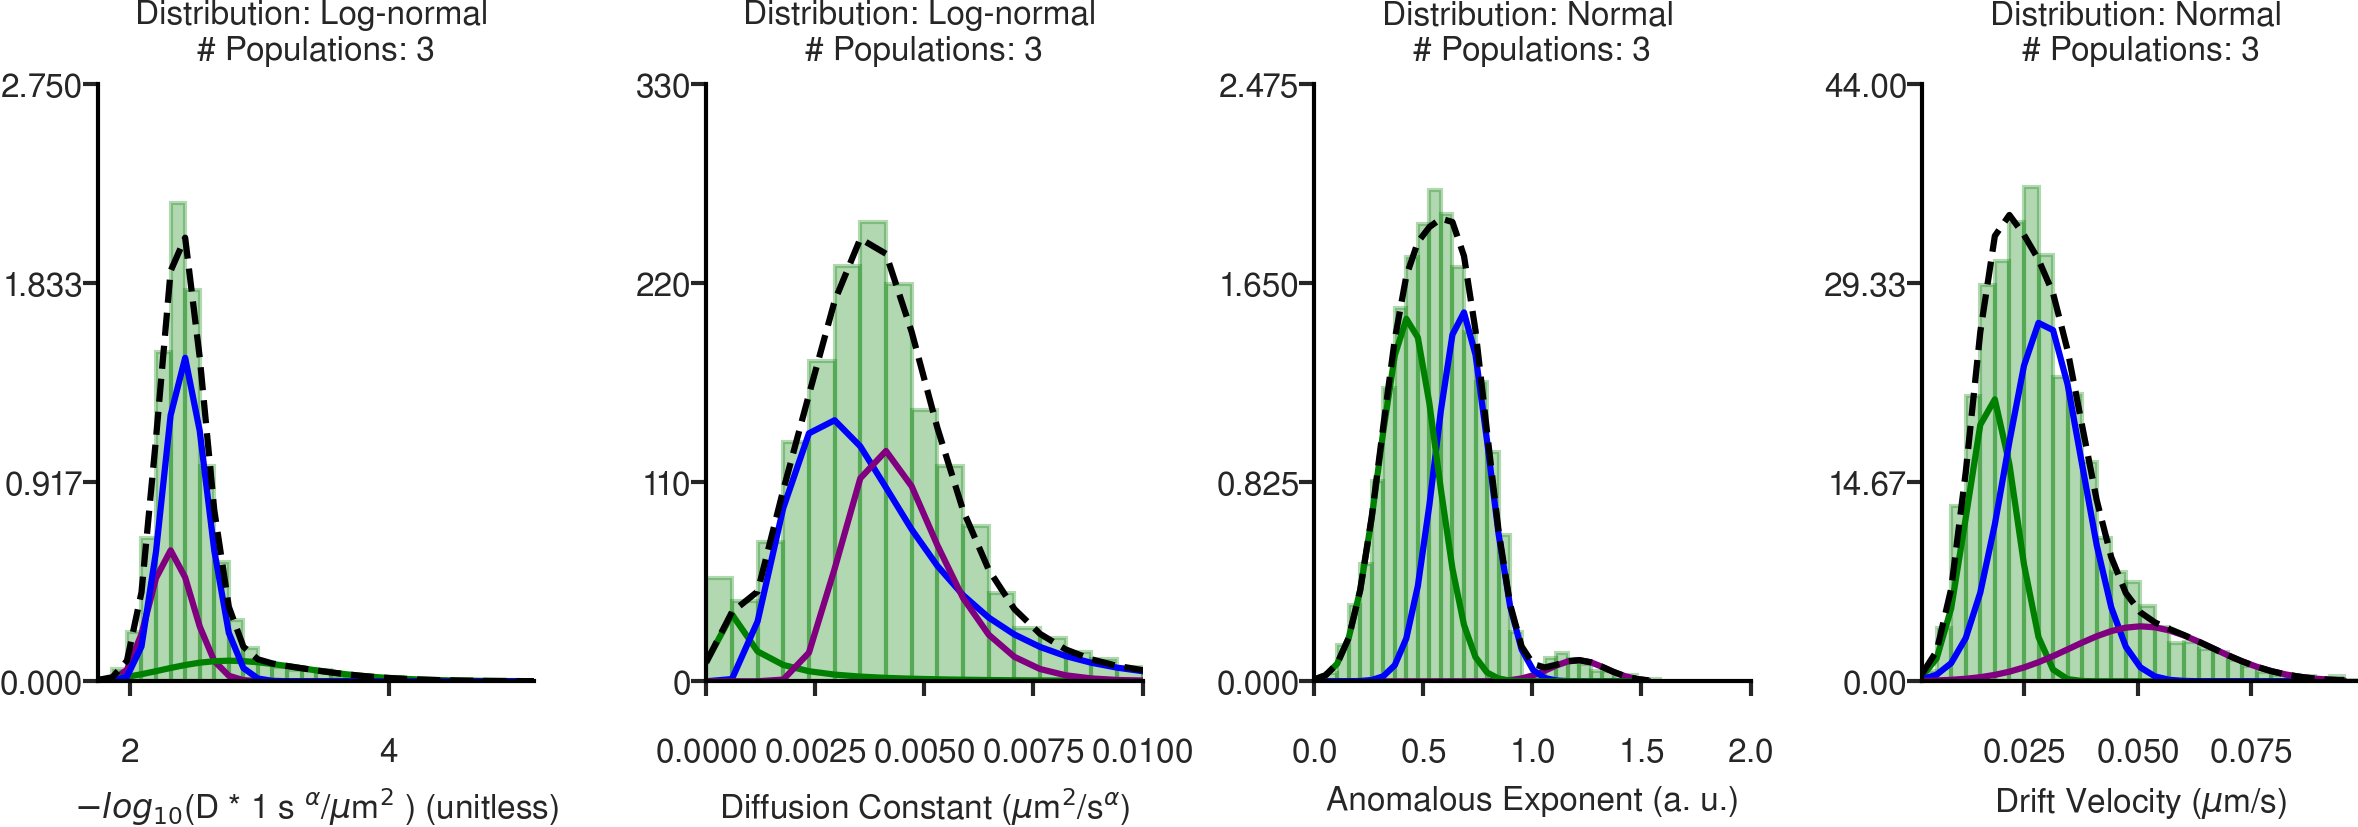 Distribution: Log-normal
# Populations: 3
2.750
1.833
0.917
0.000
2 4
−log₁₀(D * 1 s ᵅ/μm² ) (unitless)
Distribution: Log-normal
# Populations: 3
330
220
110
0
0.0000 0.0025 0.0050 0.0075 0.0100
Diffusion Constant (μm²/sᵅ)
Distribution: Normal
# Populations: 3
2.475
1.650
0.825
0.000
0.0 0.5 1.0 1.5 2.0
Anomalous Exponent (a. u.)
Distribution: Normal
# Populations: 3
44.00
29.33
14.67
0.00
0.025 0.050 0.075
Drift Velocity (μm/s)